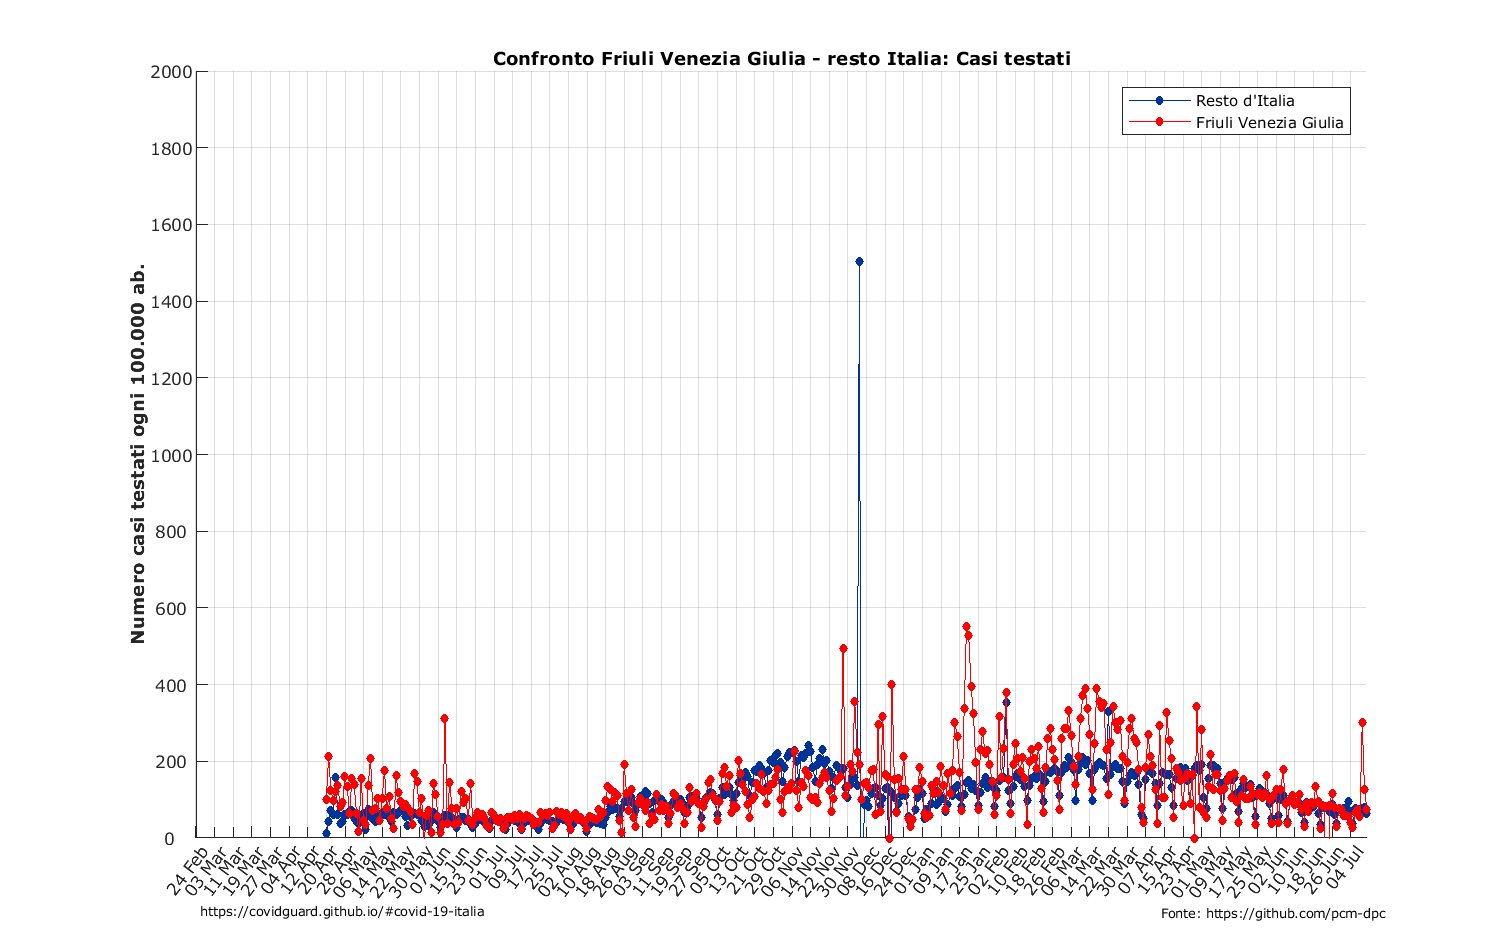 Confronto Friuli Venezia Giulia - resto Italia: Casi testati
Resto d'Italia
Friuli Venezia Giulia
Numero casi testati ogni 100.000 ab.
2000
1800
1600
1400
1200
1000
800
600
400
200
0
24 Feb
03 Mar
11 Mar
19 Mar
27 Mar
04 Apr
12 Apr
20 Apr
28 Apr
06 May
14 May
22 May
30 May
07 Jun
15 Jun
23 Jun
01 Jul
09 Jul
17 Jul
25 Jul
02 Aug
10 Aug
18 Aug
26 Aug
03 Sep
11 Sep
19 Sep
27 Sep
05 Oct
13 Oct
21 Oct
29 Oct
06 Nov
14 Nov
22 Nov
30 Nov
08 Dec
16 Dec
24 Dec
01 Jan
09 Jan
17 Jan
25 Jan
02 Feb
10 Feb
18 Feb
26 Feb
06 Mar
14 Mar
22 Mar
30 Mar
07 Apr
15 Apr
23 Apr
01 May
09 May
17 May
25 May
02 Jun
10 Jun
18 Jun
26 Jun
04 Jul
https://covidguard.github.io/#covid-19-italia
Fonte: https://github.com/pcm-dpc